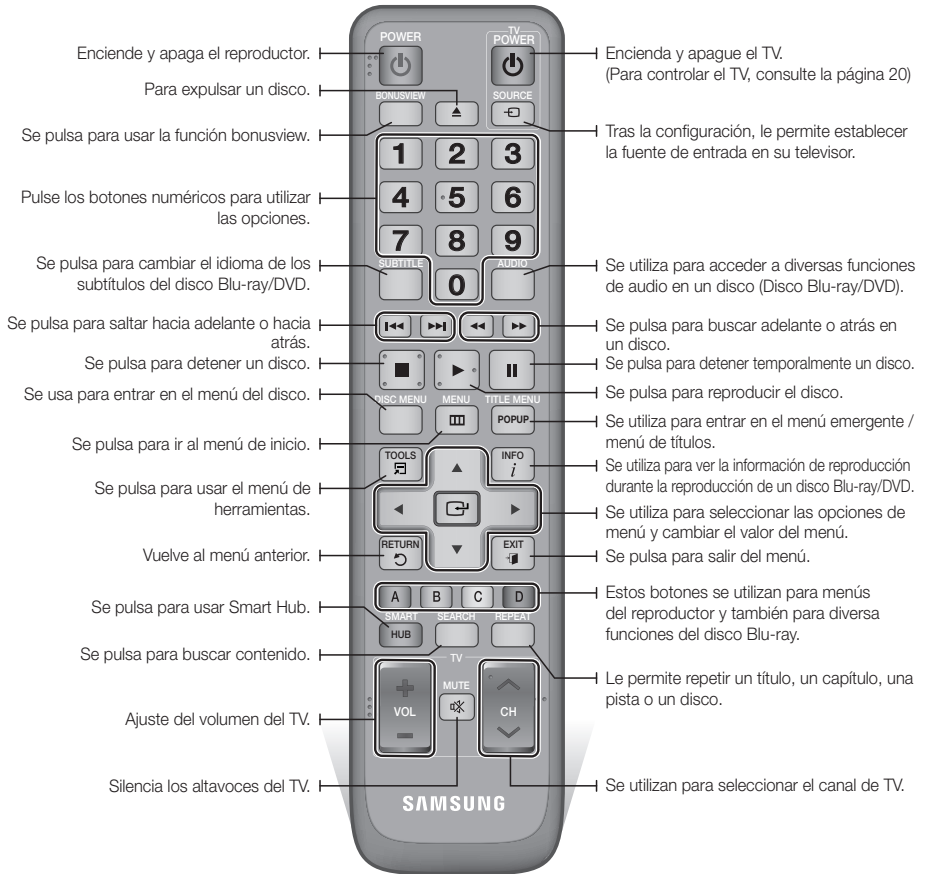 Enciende y apaga el reproductor.
Para expulsar un disco.
Se pulsa para usar la función bonusview.
Pulse los botones numéricos para utilizar
las opciones.
Se pulsa para cambiar el idioma de los
subtítulos del disco Blu-ray/DVD.
Se pulsa para saltar hacia adelante o hacia
atrás.
Se pulsa para detener un disco.
Se usa para entrar en el menú del disco.
Se pulsa para ir al menú de inicio.
Se pulsa para usar el menú de
herramientas.
Vuelve al menú anterior.
Se pulsa para usar Smart Hub.
Se pulsa para buscar contenido.
Ajuste del volumen del TV.
Silencia los altavoces del TV.
POWER
TV
POWER
BONUSVIEW
SOURCE
1 2 3
4 5 6
7 8 9
SUBTITLE
AUDIO
0
DISC MENU
MENU
TITLE MENU
POPUP
TOOLS
INFO
i
RETURN
EXIT
A B C D
SMART
HUB
SEARCH
REPEAT
TV
VOL
MUTE
CH
SAMSUNG
Encienda y apague el TV.
(Para controlar el TV, consulte la página 20)
Tras la configuración, le permite establecer
la fuente de entrada en su televisor.
Se utiliza para acceder a diversas funciones
de audio en un disco (Disco Blu-ray/DVD).
Se pulsa para buscar adelante o atrás en
un disco.
Se pulsa para detener temporalmente un disco.
Se pulsa para reproducir el disco.
Se utiliza para entrar en el menú emergente /
menú de títulos.
Se utiliza para ver la información de reproducción
durante la reproducción de un disco Blu-ray/DVD.
Se utiliza para seleccionar las opciones de
menú y cambiar el valor del menú.
Se pulsa para salir del menú.
Estos botones se utilizan para menús
del reproductor y también para diversa
funciones del disco Blu-ray.
Le permite repetir un título, un capítulo, una
pista o un disco.
Se utilizan para seleccionar el canal de TV.